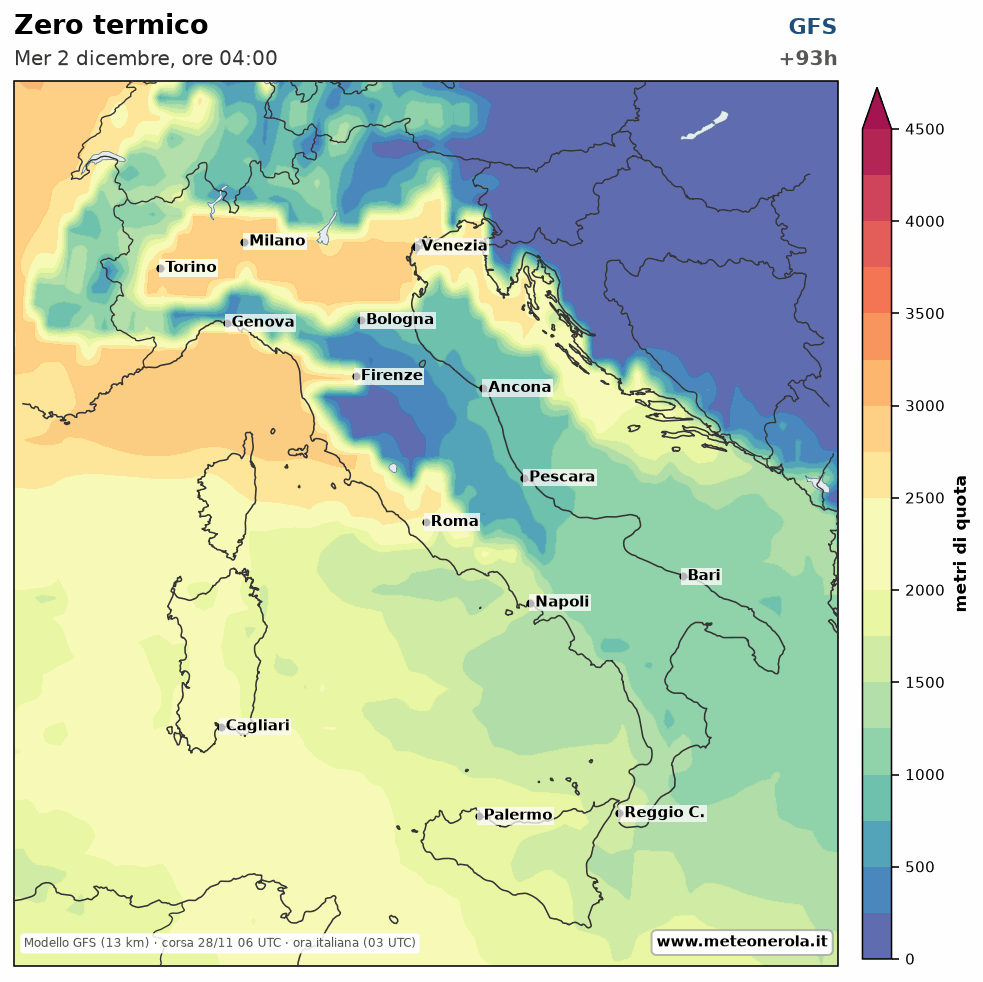 Zero termico
GFS
Mer 2 dicembre, ore 04:00
+93h
4500
4000
3500
3000
2500
2000
1500
1000
500
0
metri di quota
Milano
Venezia
Torino
Genova
Bologna
Firenze
Ancona
Pescara
Roma
Bari
Napoli
Cagliari
Palermo
Reggio C.
Modello GFS (13 km) · corsa 28/11 06 UTC · ora italiana (03 UTC)
www.meteonerola.it